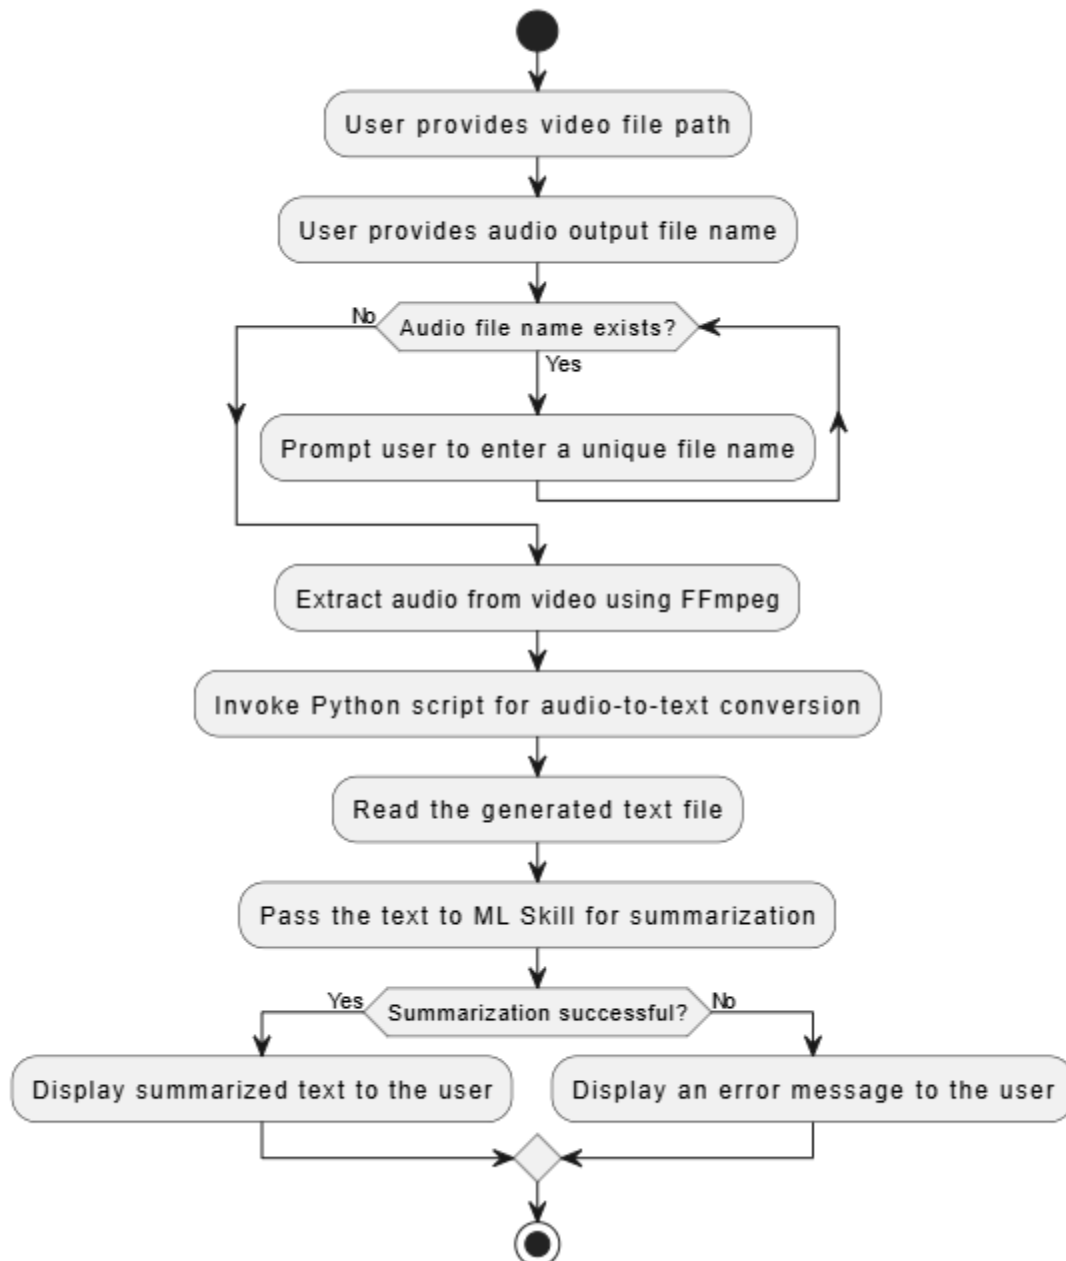 User provides video file path
User provides audio output file name
No
Audio file name exists?
Yes
Prompt user to enter a unique file name
Extract audio from video using FFmpeg
Invoke Python script for audio-to-text conversion
Read the generated text file
Pass the text to ML Skill for summarization
Yes
Summarization successful?
No
Display summarized text to the user
Display an error message to the user